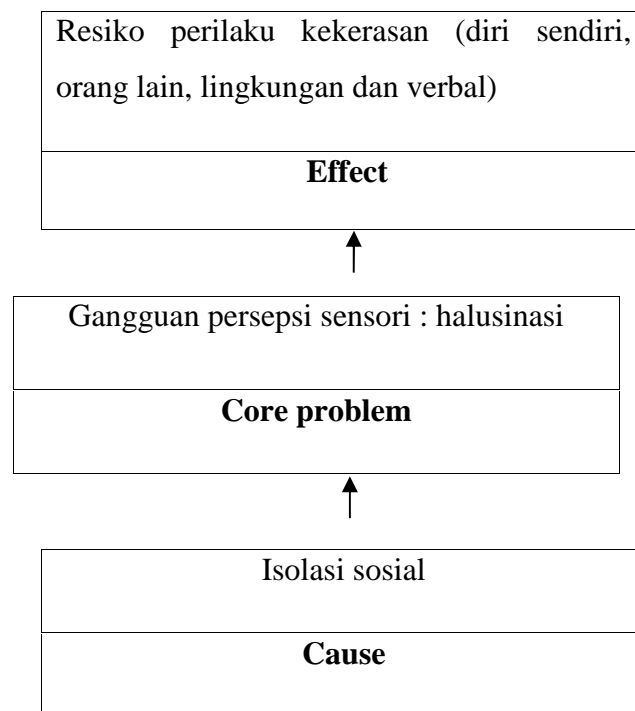 Resiko perilaku kekerasan (diri sendiri,
orang lain, lingkungan dan verbal)
Effect
Gangguan persepsi sensori : halusinasi
Core problem
Isolasi sosial
Cause